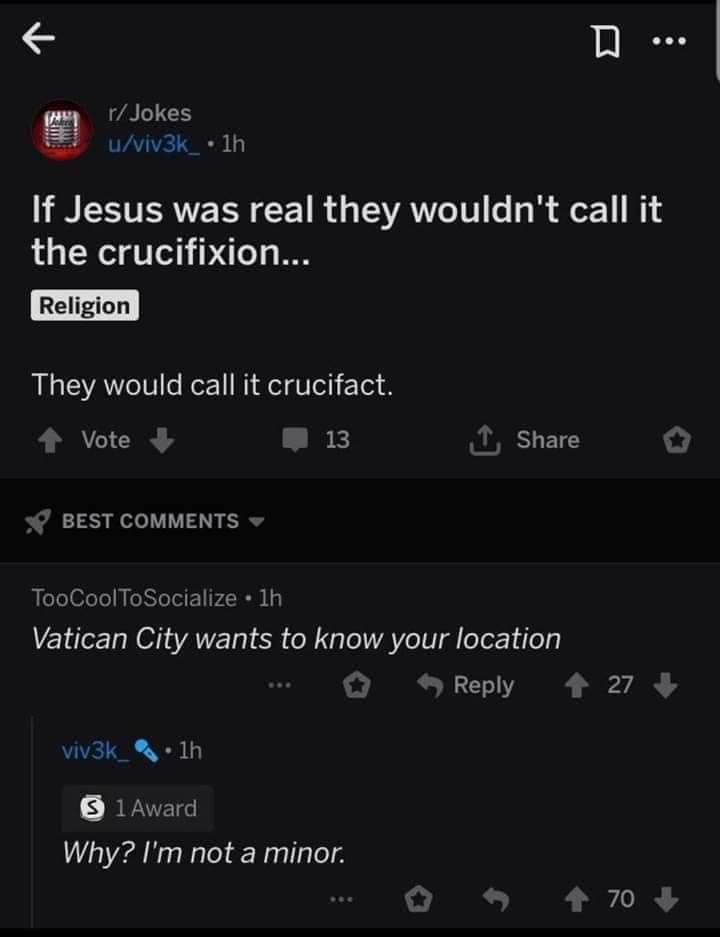 r/Jokes
u/viv3k_ • 1h
If Jesus was real they wouldn't call it
the crucifixion...
Religion
They would call it crucifact.
Vote 13 Share
BEST COMMENTS
TooCoolToSocialize • 1h
Vatican City wants to know your location
Reply 27
viv3k_ • 1h
S 1 Award
Why? I'm not a minor.
70